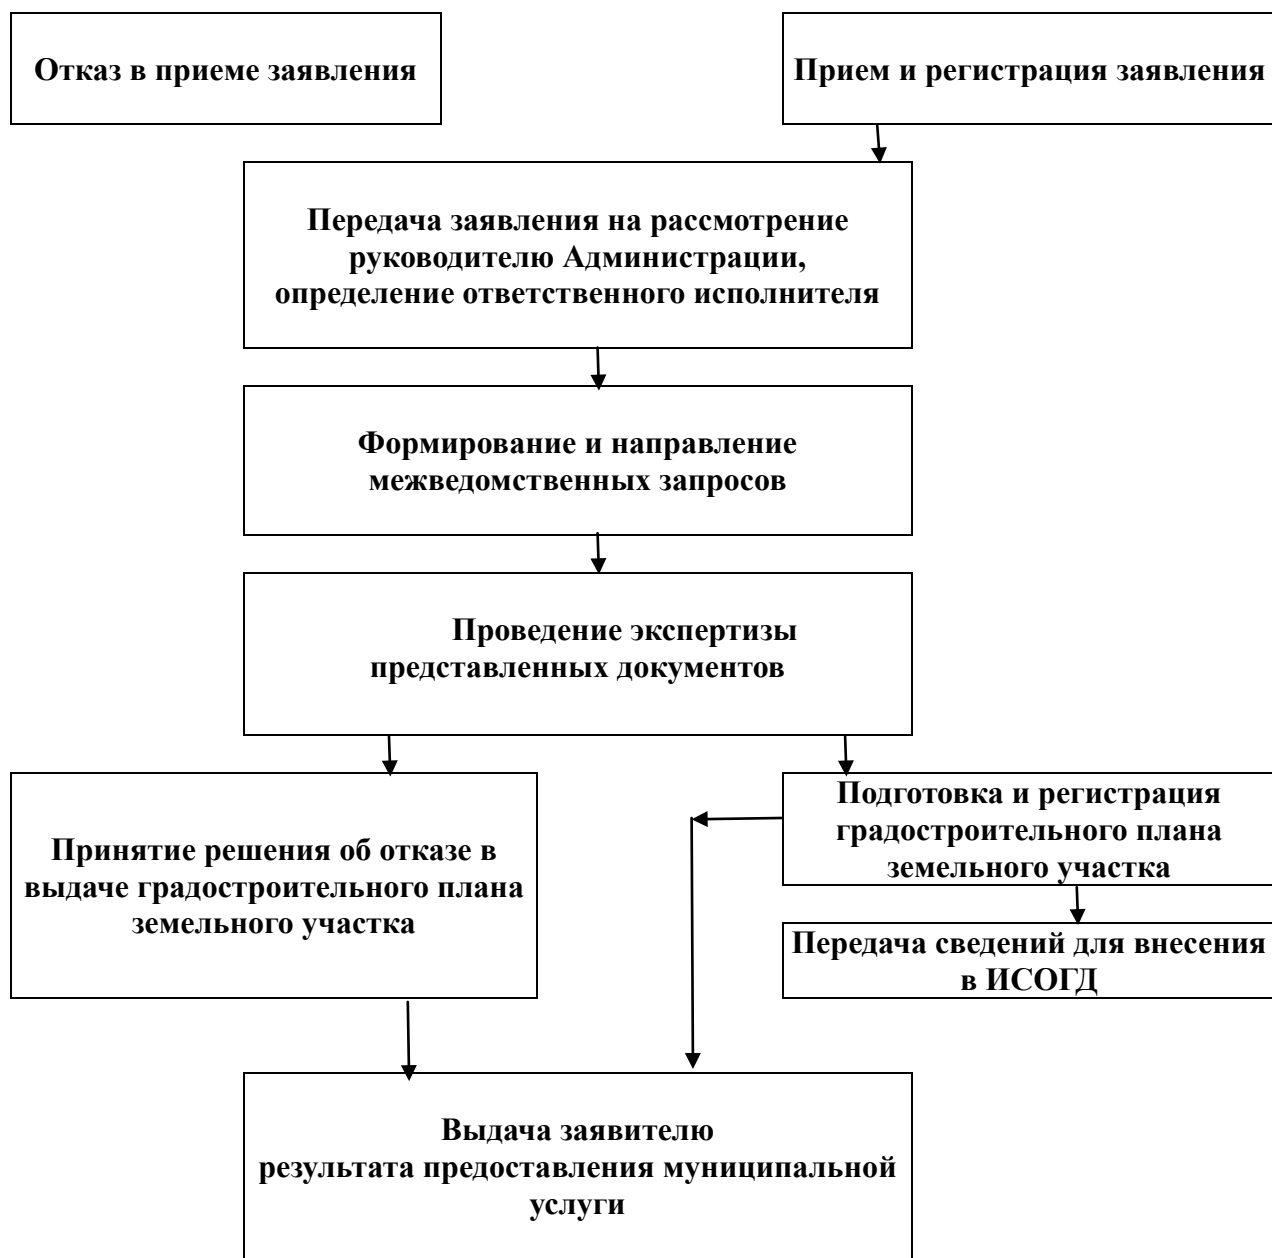 Отказ в приеме заявления
Прием и регистрация заявления
Передача заявления на рассмотрение
руководителю Администрации,
определение ответственного исполнителя
Формирование и направление
межведомственных запросов
Проведение экспертизы
представленных документов
Принятие решения об отказе в
выдаче градостроительного плана
земельного участка
Подготовка и регистрация
градостроительного плана
земельного участка
Передача сведений для внесения
в ИСОГД
Выдача заявителю
результата предоставления муниципальной
услуги